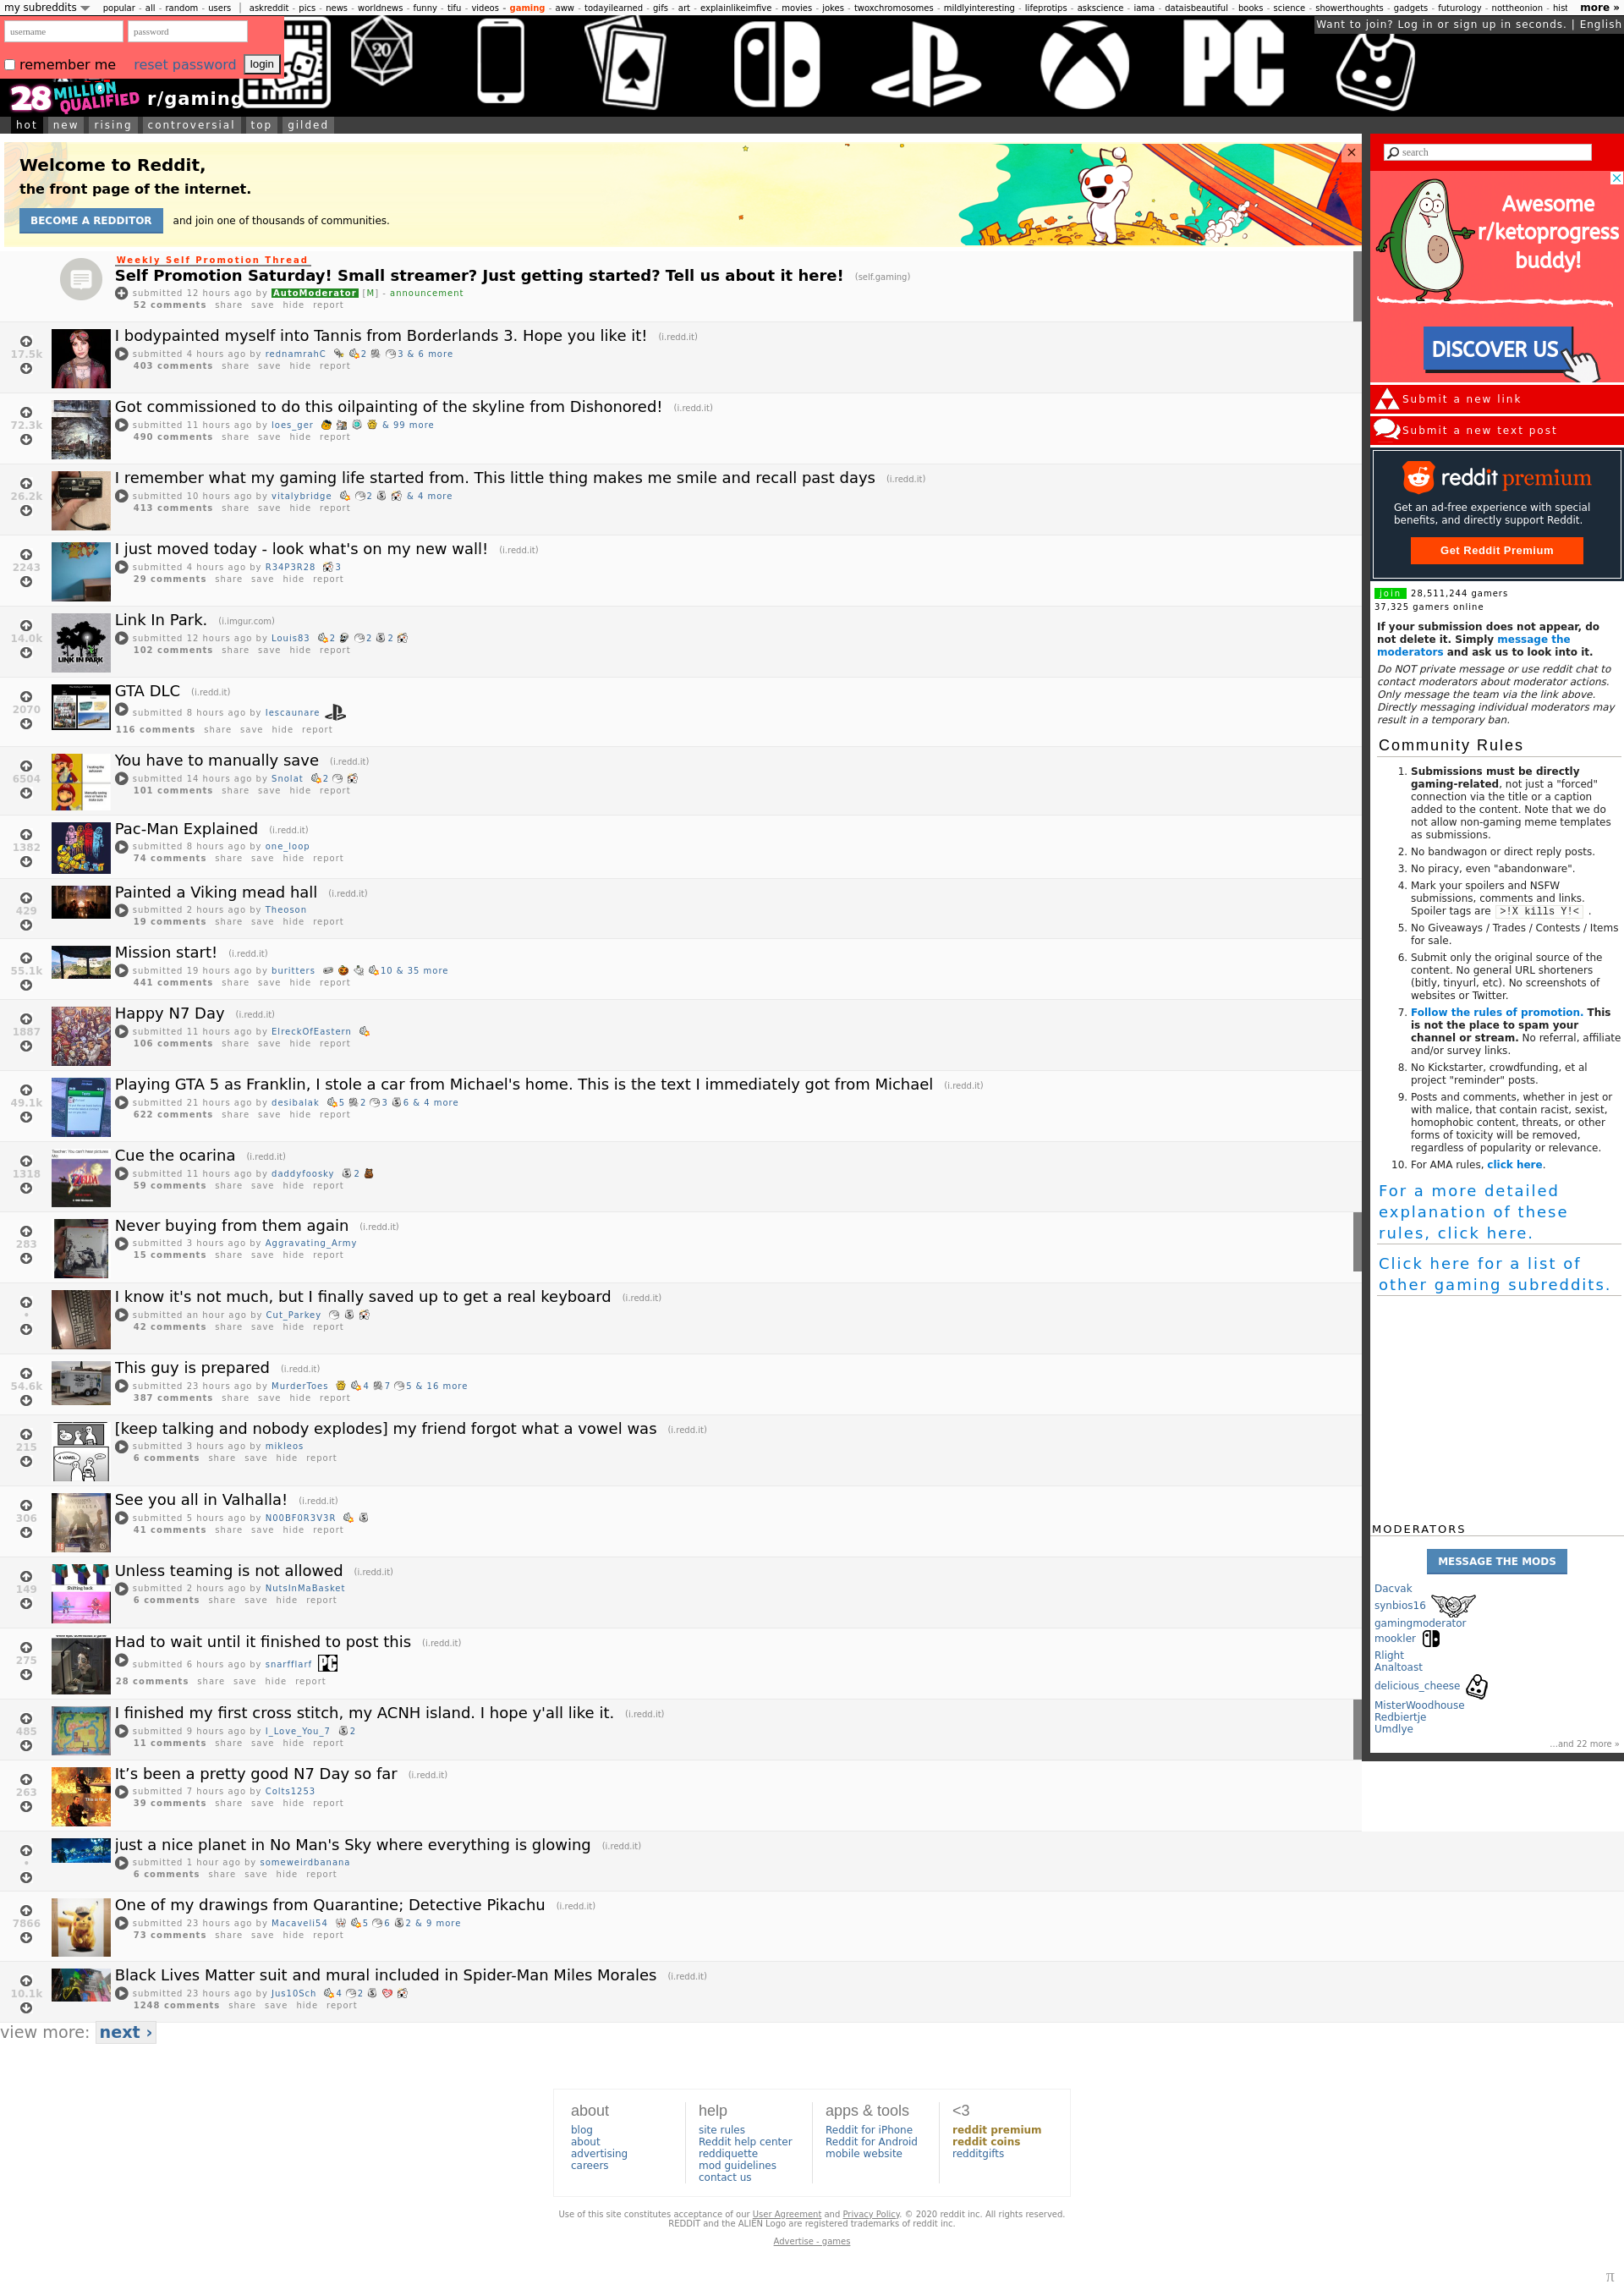 my subreddits popular - all - random - users | askreddit - pics - news - worldnews - funny - tifu - videos - gaming - aww - todayilearned - gifs - art - explainlikeimfive - movies - jokes - twoxchromosomes - mildlyinteresting - lifeprotips - askscience - iama - dataisbeautiful - books - science - showerthoughts - gadgets - futurology - nottheonion - hist more »
Want to join? Log in or sign up in seconds. | English
username password
remember me reset password login
20
PC
28 MILLION QUALIFIED r/gaming
hot new rising controversial top gilded
Welcome to Reddit,
the front page of the internet.
BECOME A REDDITOR and join one of thousands of communities.
Weekly Self Promotion Thread
Self Promotion Saturday! Small streamer? Just getting started? Tell us about it here! (self.gaming)
submitted 12 hours ago by AutoModerator [M] - announcement
52 comments share save hide report
17.5k
I bodypainted myself into Tannis from Borderlands 3. Hope you like it! (i.redd.it)
submitted 4 hours ago by rednamrahC 2 3 & 6 more
403 comments share save hide report
72.3k
Got commissioned to do this oilpainting of the skyline from Dishonored! (i.redd.it)
submitted 11 hours ago by loes_ger & 99 more
490 comments share save hide report
26.2k
I remember what my gaming life started from. This little thing makes me smile and recall past days (i.redd.it)
submitted 10 hours ago by vitalybridge 2 & 4 more
413 comments share save hide report
2243
I just moved today - look what's on my new wall! (i.redd.it)
submitted 4 hours ago by R34P3R28 3
29 comments share save hide report
14.0k
Link In Park. (i.imgur.com)
submitted 12 hours ago by Louis83 2 2 2
102 comments share save hide report
LINK IN PARK
2070
GTA DLC (i.redd.it)
submitted 8 hours ago by lescaunare
116 comments share save hide report
6504
You have to manually save (i.redd.it)
submitted 14 hours ago by Snolat 2
101 comments share save hide report
1382
Pac-Man Explained (i.redd.it)
submitted 8 hours ago by one_loop
74 comments share save hide report
429
Painted a Viking mead hall (i.redd.it)
submitted 2 hours ago by Theoson
19 comments share save hide report
55.1k
Mission start! (i.redd.it)
submitted 19 hours ago by buritters 10 & 35 more
441 comments share save hide report
1887
Happy N7 Day (i.redd.it)
submitted 11 hours ago by ElreckOfEastern
106 comments share save hide report
49.1k
Playing GTA 5 as Franklin, I stole a car from Michael's home. This is the text I immediately got from Michael (i.redd.it)
submitted 21 hours ago by desibalak 5 2 3 6 & 4 more
622 comments share save hide report
1318
Cue the ocarina (i.redd.it)
submitted 11 hours ago by daddyfoosky 2
59 comments share save hide report
283
Never buying from them again (i.redd.it)
submitted 3 hours ago by Aggravating_Army
15 comments share save hide report
•
I know it's not much, but I finally saved up to get a real keyboard (i.redd.it)
submitted an hour ago by Cut_Parkey
42 comments share save hide report
54.6k
This guy is prepared (i.redd.it)
submitted 23 hours ago by MurderToes 4 7 5 & 16 more
387 comments share save hide report
215
[keep talking and nobody explodes] my friend forgot what a vowel was (i.redd.it)
submitted 3 hours ago by mikleos
6 comments share save hide report
A VOWEL.
306
See you all in Valhalla! (i.redd.it)
submitted 5 hours ago by N00BF0R3V3R
41 comments share save hide report
149
Unless teaming is not allowed (i.redd.it)
submitted 2 hours ago by NutsInMaBasket
6 comments share save hide report
Shifting back
275
Had to wait until it finished to post this (i.redd.it)
submitted 6 hours ago by snarfflarf PC
28 comments share save hide report
485
I finished my first cross stitch, my ACNH island. I hope y'all like it. (i.redd.it)
submitted 9 hours ago by I_Love_You_7 2
11 comments share save hide report
263
It’s been a pretty good N7 Day so far (i.redd.it)
submitted 7 hours ago by Colts1253
39 comments share save hide report
•
just a nice planet in No Man's Sky where everything is glowing (i.redd.it)
submitted 1 hour ago by someweirdbanana
6 comments share save hide report
7866
One of my drawings from Quarantine; Detective Pikachu (i.redd.it)
submitted 23 hours ago by Macaveli54 5 6 2 & 9 more
73 comments share save hide report
10.1k
Black Lives Matter suit and mural included in Spider-Man Miles Morales (i.redd.it)
submitted 23 hours ago by Jus10Sch 4 2
1248 comments share save hide report
view more: next ›
search
Awesome
r/ketoprogress
buddy!
DISCOVER US
Submit a new link
Submit a new text post
reddit premium
Get an ad-free experience with special
benefits, and directly support Reddit.
Get Reddit Premium
join 28,511,244 gamers
37,325 gamers online
If your submission does not appear, do
not delete it. Simply message the
moderators and ask us to look into it.
Do NOT private message or use reddit chat to
contact moderators about moderator actions.
Only message the team via the link above.
Directly messaging individual moderators may
result in a temporary ban.
Community Rules
1. Submissions must be directly
gaming-related, not just a "forced"
connection via the title or a caption
added to the content. Note that we do
not allow non-gaming meme templates
as submissions.
2. No bandwagon or direct reply posts.
3. No piracy, even "abandonware".
4. Mark your spoilers and NSFW
submissions, comments and links.
Spoiler tags are >!X kills Y!< .
5. No Giveaways / Trades / Contests / Items
for sale.
6. Submit only the original source of the
content. No general URL shorteners
(bitly, tinyurl, etc). No screenshots of
websites or Twitter.
7. Follow the rules of promotion. This
is not the place to spam your
channel or stream. No referral, affiliate
and/or survey links.
8. No Kickstarter, crowdfunding, et al
project "reminder" posts.
9. Posts and comments, whether in jest or
with malice, that contain racist, sexist,
homophobic content, threats, or other
forms of toxicity will be removed,
regardless of popularity or relevance.
10. For AMA rules, click here.
For a more detailed
explanation of these
rules, click here.
Click here for a list of
other gaming subreddits.
MODERATORS
MESSAGE THE MODS
Dacvak
synbios16
gamingmoderator
mookler
Rlight
Analtoast
delicious_cheese
MisterWoodhouse
Redbiertje
Umdlye
...and 22 more »
about
blog
about
advertising
careers
help
site rules
Reddit help center
reddiquette
mod guidelines
contact us
apps & tools
Reddit for iPhone
Reddit for Android
mobile website
<3
reddit premium
reddit coins
redditgifts
Use of this site constitutes acceptance of our User Agreement and Privacy Policy. © 2020 reddit inc. All rights reserved.
REDDIT and the ALIEN Logo are registered trademarks of reddit inc.
Advertise - games
π